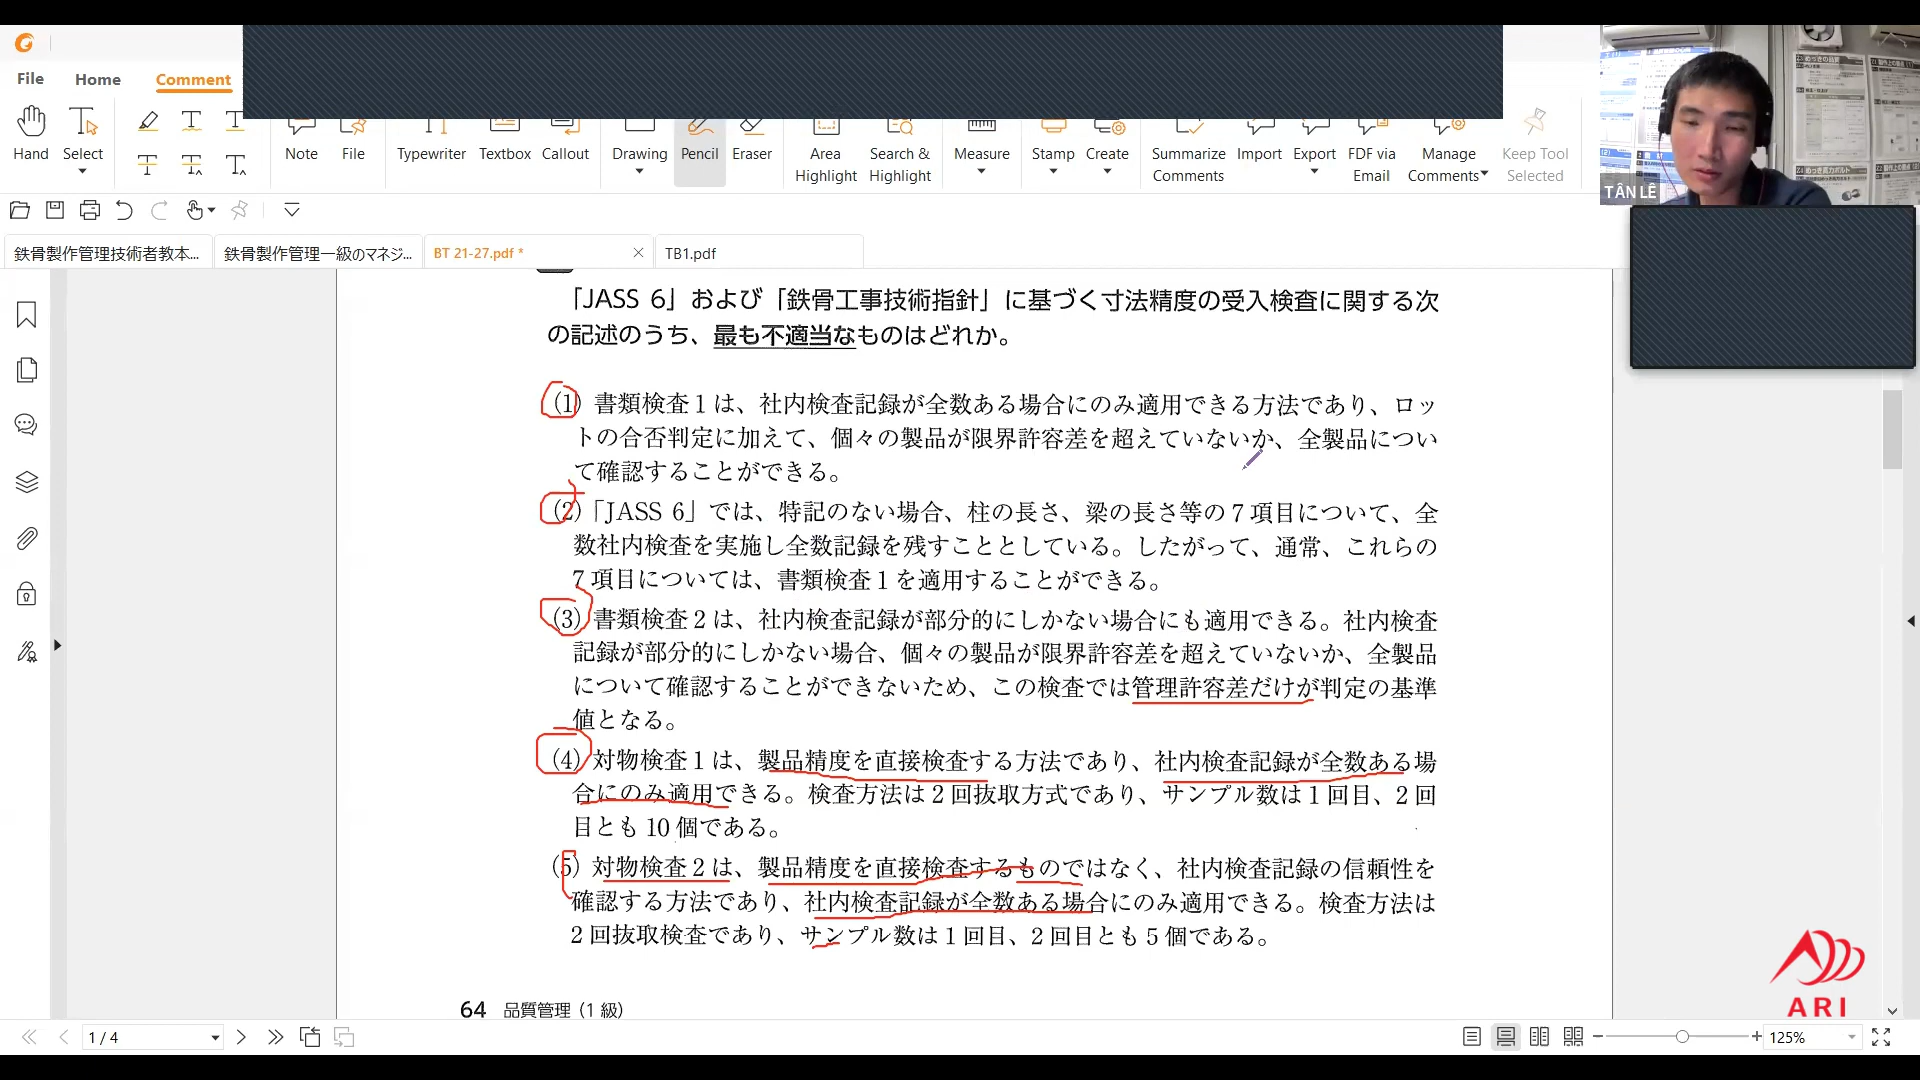 File
Home
Comment
Hand
Select
Note
File
Typewriter
Textbox
Callout
Drawing
Pencil
Eraser
Area
Highlight
Search &
Highlight
Measure
Stamp
Create
Summarize
Comments
Import
Export
FDF via
Email
Manage
Comments
Keep Tool
Selected
TÂN LÊ
鉄骨製作管理技術者教本...
鉄骨製作管理一級のマネジ...
BT 21-27.pdf *
TB1.pdf
「JASS 6」および「鉄骨工事技術指針」に基づく寸法精度の受入検査に関する次
の記述のうち、最も不適当なものはどれか。
(1) 書類検査1は、社内検査記録が全数ある場合にのみ適用できる方法であり、ロッ
トの合否判定に加えて、個々の製品が限界許容差を超えていないか、全製品につい
て確認することができる。
(2)「JASS 6」では、特記のない場合、柱の長さ、梁の長さ等の7項目について、全
数社内検査を実施し全数記録を残すこととしている。したがって、通常、これらの
7項目については、書類検査1を適用することができる。
(3) 書類検査2は、社内検査記録が部分的にしかない場合にも適用できる。社内検査
記録が部分的にしかない場合、個々の製品が限界許容差を超えていないか、全製品
について確認することができないため、この検査では管理許容差だけが判定の基準
値となる。
(4) 対物検査1は、製品精度を直接検査する方法であり、社内検査記録が全数ある場
合にのみ適用できる。検査方法は2回抜取方式であり、サンプル数は1回目、2回
目とも10個である。
(5) 対物検査2は、製品精度を直接検査するものではなく、社内検査記録の信頼性を
確認する方法であり、社内検査記録が全数ある場合にのみ適用できる。検査方法は
2回抜取検査であり、サンプル数は1回目、2回目とも5個である。
64 品質管理（1級）
ARI
1 / 4
125%